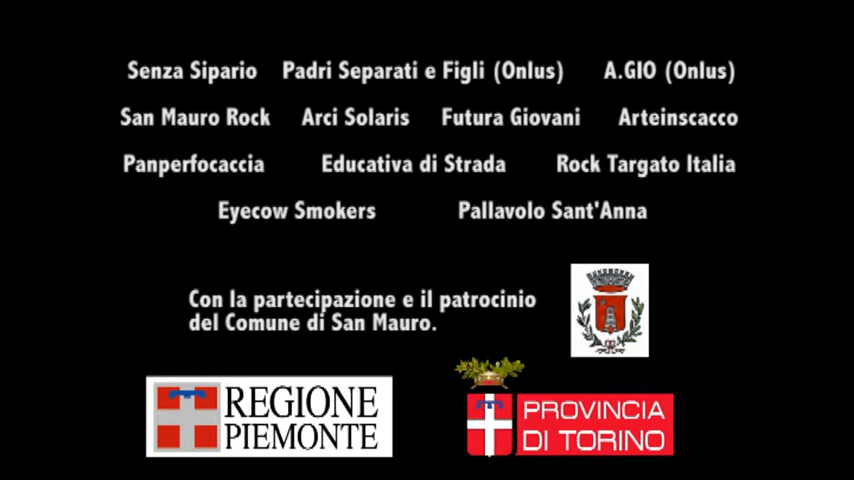 Senza Sipario Padri Separati e Figli (Onlus) A.GIO (Onlus)
San Mauro Rock Arci Solaris Futura Giovani Arteinscacco
Panperfocaccia Educativa di Strada Rock Targato Italia
Eyecow Smokers Pallavolo Sant'Anna
Con la partecipazione e il patrocinio
del Comune di San Mauro.
REGIONE
PIEMONTE
PROVINCIA
DI TORINO